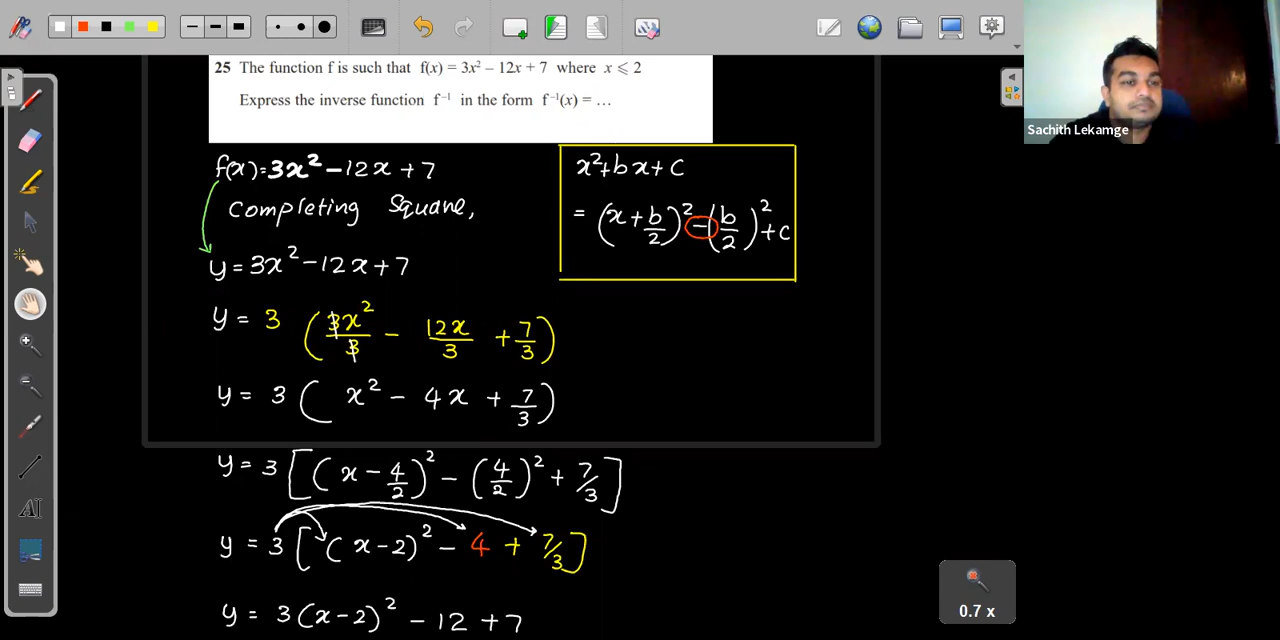 25 The function f is such that f(x) = 3x² − 12x + 7 where x ⩽ 2
Express the inverse function f⁻¹ in the form f⁻¹(x) = ...
Sachith Lekamge
f(x)=3x² −12x+7
Completing Square,
x²+bx+c
= (x + b/2)² − (b/2)² + c
y = 3x² −12x + 7
y = 3 (3x²/3 − 12x/3 + 7/3)
y = 3 ( x² − 4x + 7/3)
y = 3 [(x − 4/2)² − (4/2)² + 7/3]
y = 3 [(x−2)² − 4 + 7/3]
y = 3(x−2)² − 12 + 7
AI
0.7 x